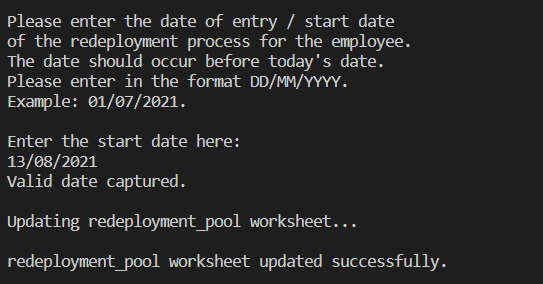 Please enter the date of entry / start date
of the redeployment process for the employee.
The date should occur before today's date.
Please enter in the format DD/MM/YYYY.
Example: 01/07/2021.
Enter the start date here:
13/08/2021
Valid date captured.
Updating redeployment_pool worksheet...
redeployment_pool worksheet updated successfully.